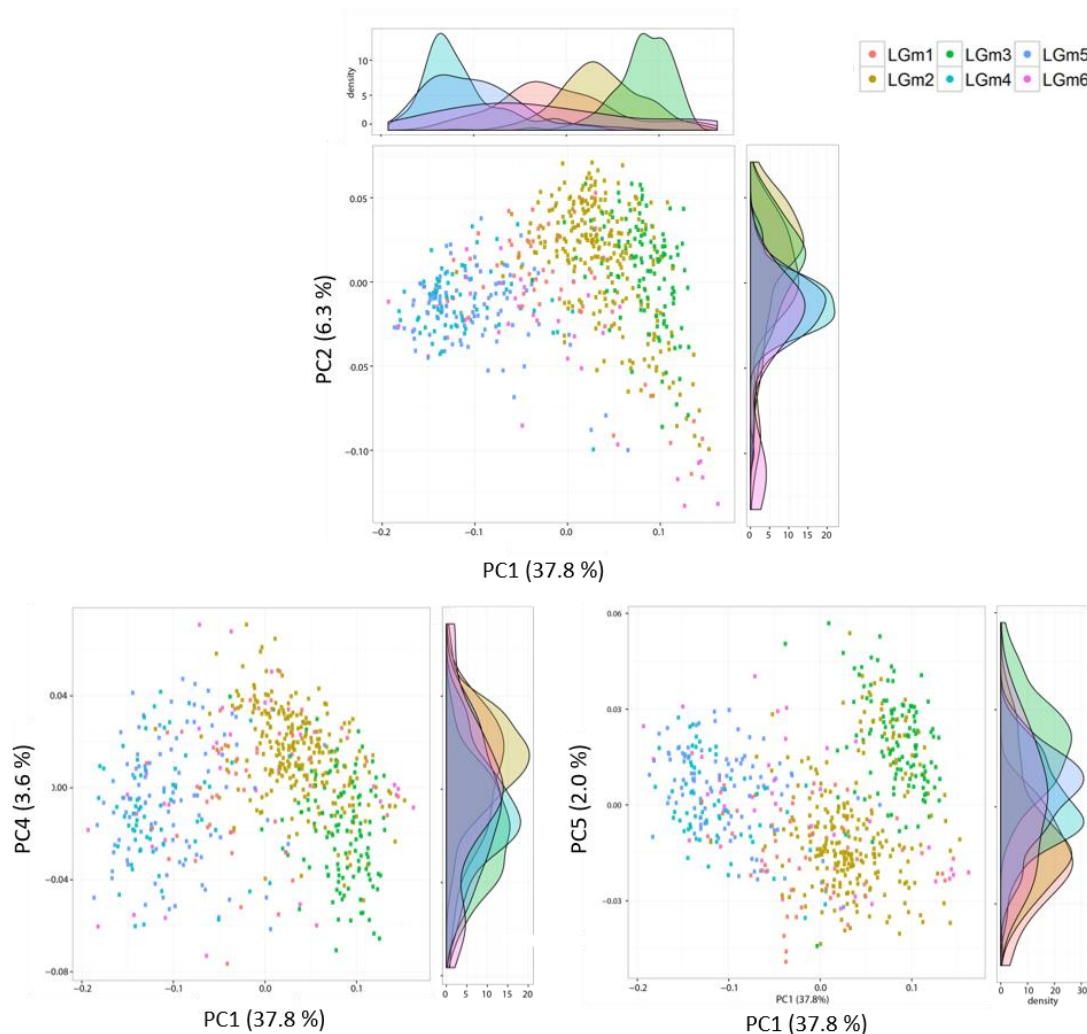 LGm1 LGm3 LGm5
LGm2 LGm4 LGm6
density
10
5
0
PC2 (6.3 %)
0.05
0.00
0.05
−0.10
−0.2 −0.1 0.0 0.1
0 5 10 15 20
PC1 (37.8 %)
PC4 (3.6 %)
0.04
1.00
−0.04
−0.08
−0.2 −0.1 0.0 0.1
0 5 10 15 20
PC1 (37.8 %)
PC5 (2.0 %)
0.06
0.03
0.00
−0.03
−0.2 −0.1 0.0 0.1
PC1 (37.8%)
0 10 20 30
density
PC1 (37.8 %)